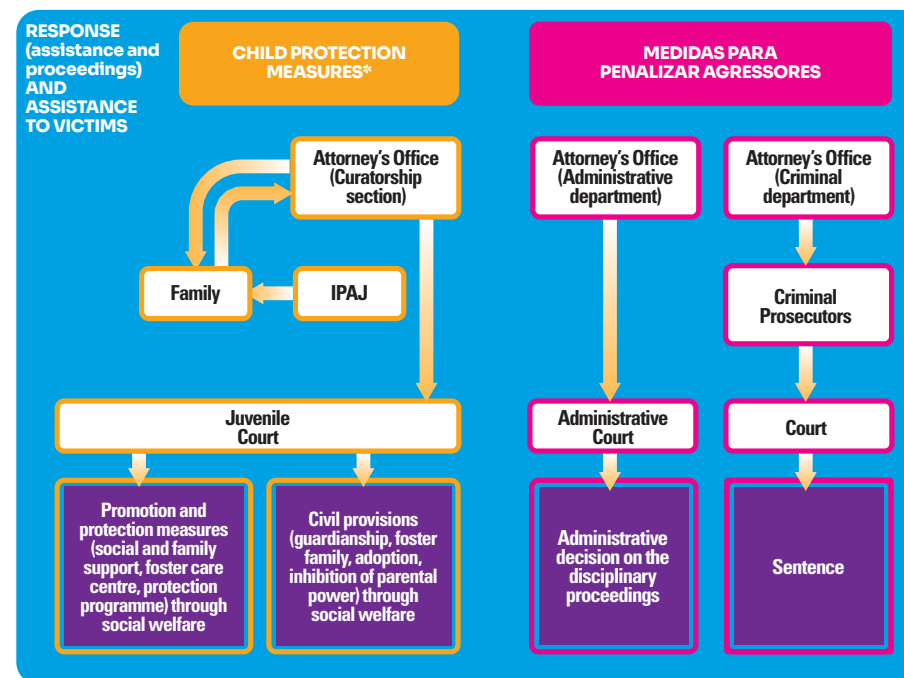 RESPONSE
(assistance and
proceedings)
AND
ASSISTANCE
TO VICTIMS
CHILD PROTECTION
MEASURES*
MEDIDAS PARA
PENALIZAR AGRESSORES
Attorney's Office
(Curatorship
section)
Attorney's Office
(Administrative
department)
Attorney's Office
(Criminal
department)
Family
IPAJ
Criminal
Prosecutors
Juvenile
Court
Administrative
Court
Court
Promotion and
protection measures
(social and family
support, foster care
centre, protection
programme) through
social welfare
Civil provisions
(guardianship, foster
family, adoption,
inhibition of parental
power) through
social welfare
Administrative
decision on the
disciplinary
proceedings
Sentence